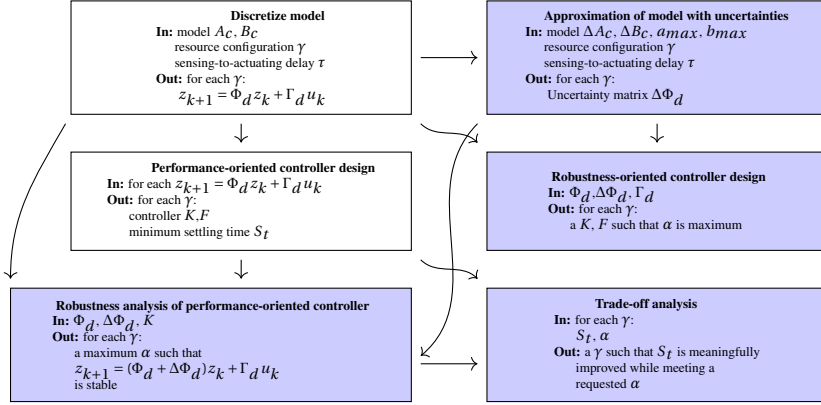 Discretize model
In: model A_c, B_c
resource configuration γ
sensing-to-actuating delay τ
Out: for each γ:
z_{k+1} = Φ_d z_k + Γ_d u_k
Approximation of model with uncertainties
In: model ΔA_c, ΔB_c, a_max, b_max
resource configuration γ
sensing-to-actuating delay τ
Out: for each γ:
Uncertainty matrix ΔΦ_d
Performance-oriented controller design
In: for each z_{k+1} = Φ_d z_k + Γ_d u_k
Out: for each γ:
controller K,F
minimum settling time S_t
Robustness-oriented controller design
In: Φ_d, ΔΦ_d, Γ_d
Out: for each γ:
a K, F such that α is maximum
Robustness analysis of performance-oriented controller
In: Φ_d, ΔΦ_d, K
Out: for each γ:
a maximum α such that
z_{k+1} = (Φ_d + ΔΦ_d) z_k + Γ_d u_k
is stable
Trade-off analysis
In: for each γ:
S_t, α
Out: a γ such that S_t is meaningfully
improved while meeting a
requested α